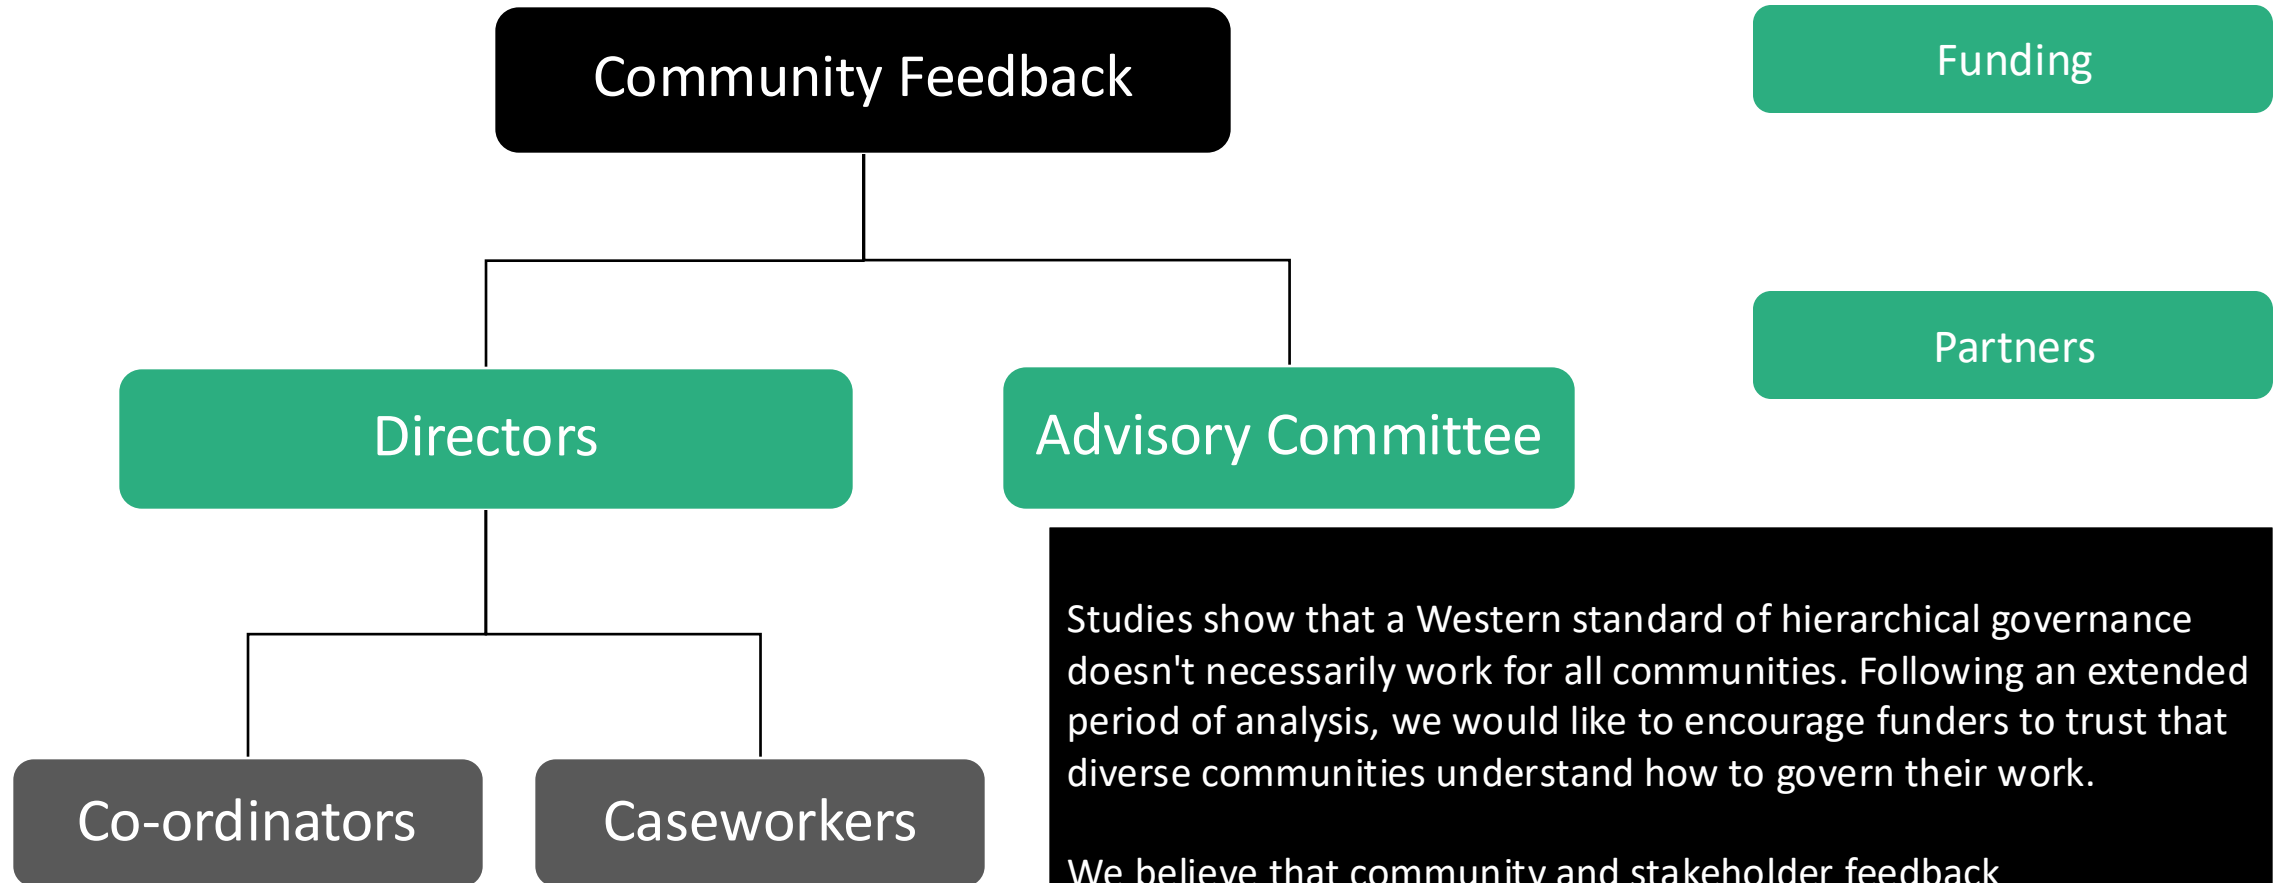 Community Feedback
Funding
Partners
Directors
Advisory Committee
Studies show that a Western standard of hierarchical governance
doesn't necessarily work for all communities. Following an extended
period of analysis, we would like to encourage funders to trust that
diverse communities understand how to govern their work.
Co-ordinators
Caseworkers
We believe that community and stakeholder feedback